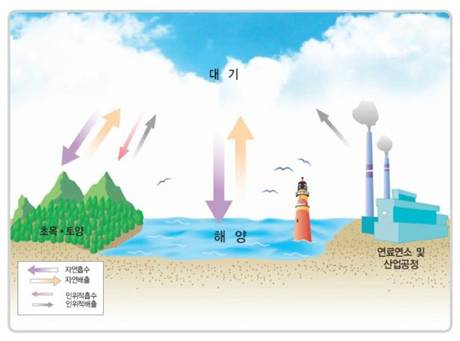 대 기
초목·토양
해 양
연료연소 및
산업공정
자연흡수
자연배출
인위적흡수
인위적배출